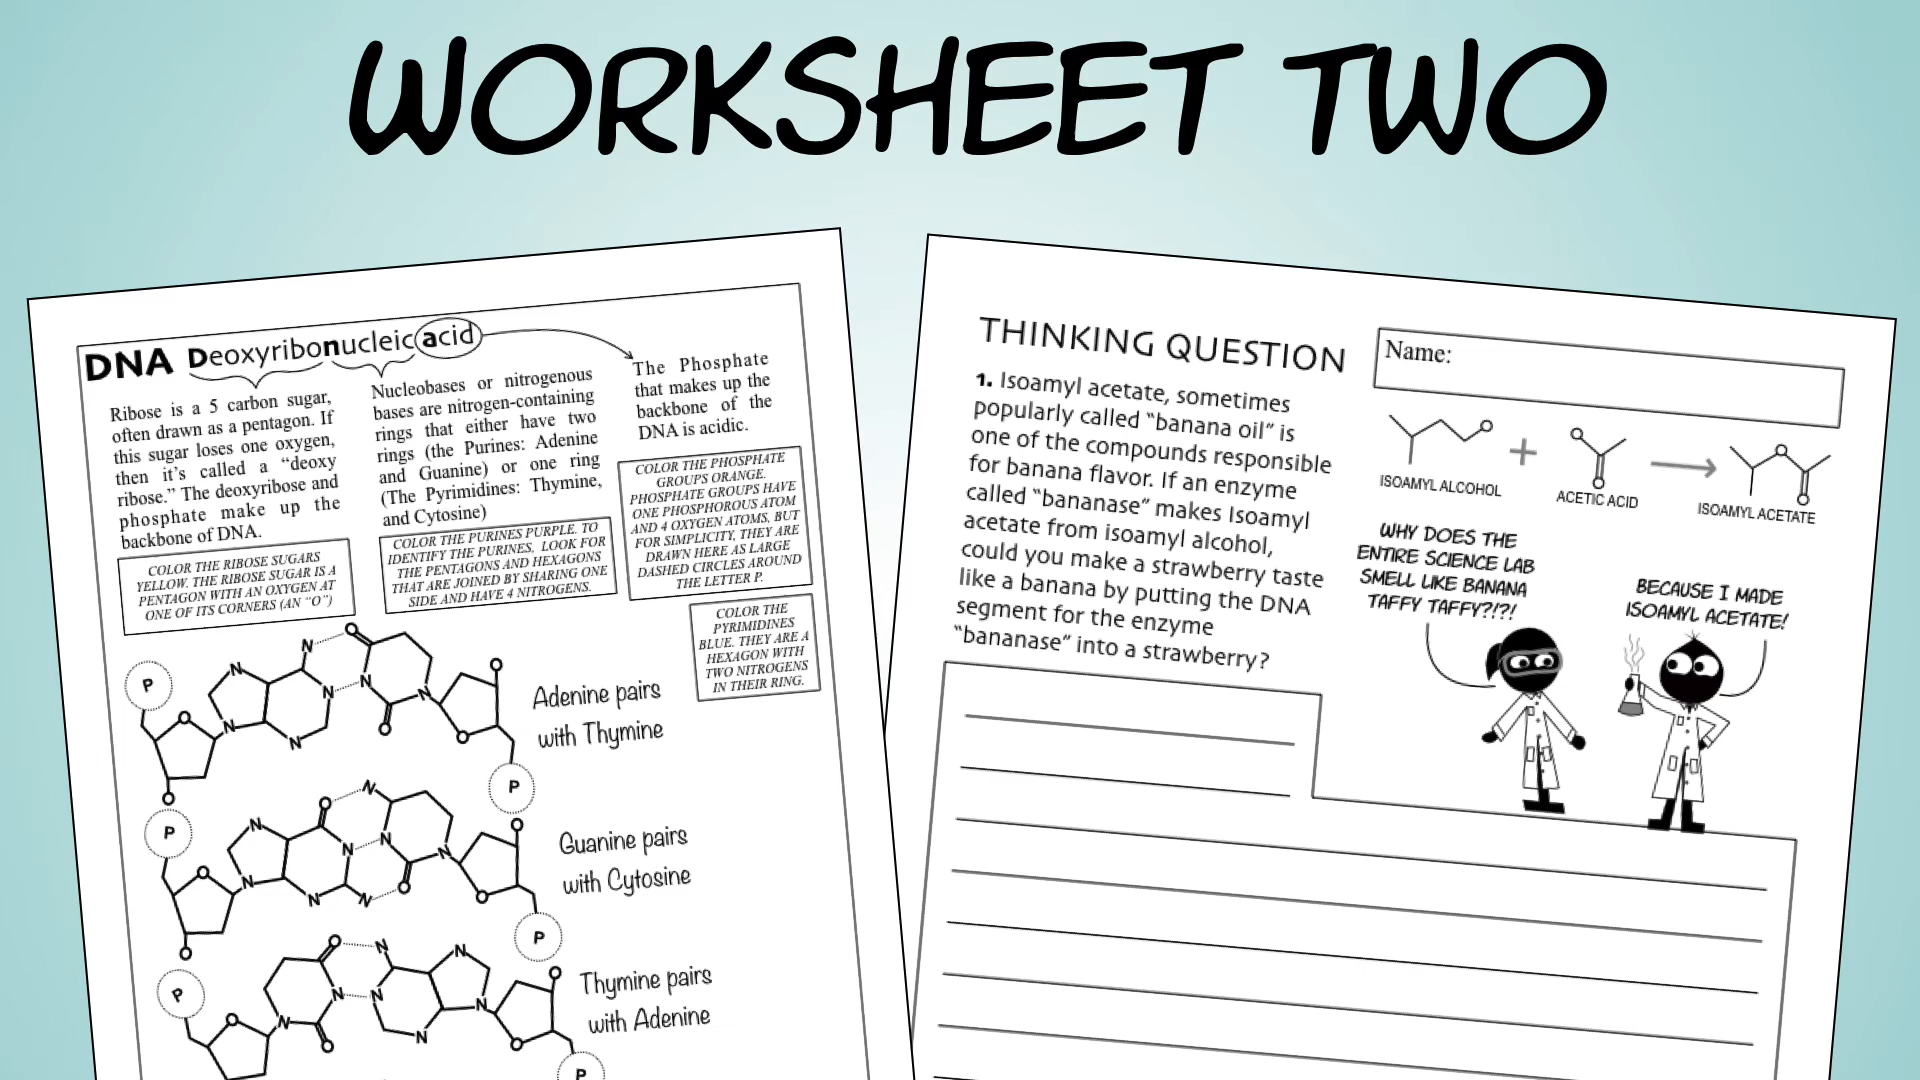 WORKSHEET TWO
DNA Deoxyribonucleic acid
Ribose is a 5 carbon sugar,
often drawn as a pentagon. If
this sugar loses one oxygen,
then it's called a “deoxy
ribose.” The deoxyribose and
phosphate make up the
backbone of DNA.
COLOR THE RIBOSE SUGARS
YELLOW. THE RIBOSE SUGAR IS A
PENTAGON WITH AN OXYGEN AT
ONE OF ITS CORNERS (AN “O”)
Nucleobases or nitrogenous
bases are nitrogen-containing
rings that either have two
rings (the Purines: Adenine
and Guanine) or one ring
(The Pyrimidines: Thymine,
and Cytosine)
COLOR THE PURINES PURPLE. TO
IDENTIFY THE PURINES, LOOK FOR
THE PENTAGONS AND HEXAGONS
THAT ARE JOINED BY SHARING ONE
SIDE AND HAVE 4 NITROGENS.
The Phosphate
that makes up the
backbone of the
DNA is acidic.
COLOR THE PHOSPHATE
GROUPS ORANGE.
PHOSPHATE GROUPS HAVE
ONE PHOSPHOROUS ATOM
AND 4 OXYGEN ATOMS, BUT
FOR SIMPLICITY, THEY ARE
DRAWN HERE AS LARGE
DASHED CIRCLES AROUND
THE LETTER P.
COLOR THE
PYRIMIDINES
BLUE. THEY ARE A
HEXAGON WITH
TWO NITROGENS
IN THEIR RING.
P
O
O
N
N
N
N
N
O
N
O
N
O
O
P
Adenine pairs
with Thymine
P
O
O
N
N
N
N
N
O
N
N
O
N
O
O
P
Guanine pairs
with Cytosine
P
O
N
O
O
N
N
N
N
N
N
O
O
P
Thymine pairs
with Adenine
THINKING QUESTION
1. Isoamyl acetate, sometimes
popularly called “banana oil” is
one of the compounds responsible
for banana flavor. If an enzyme
called “bananase” makes Isoamyl
acetate from isoamyl alcohol,
could you make a strawberry taste
like a banana by putting the DNA
segment for the enzyme
“bananase” into a strawberry?
Name:
O
+
O
O
O
O
ISOAMYL ALCOHOL
ACETIC ACID
ISOAMYL ACETATE
WHY DOES THE
ENTIRE SCIENCE LAB
SMELL LIKE BANANA
TAFFY TAFFY?!?!
BECAUSE I MADE
ISOAMYL ACETATE!